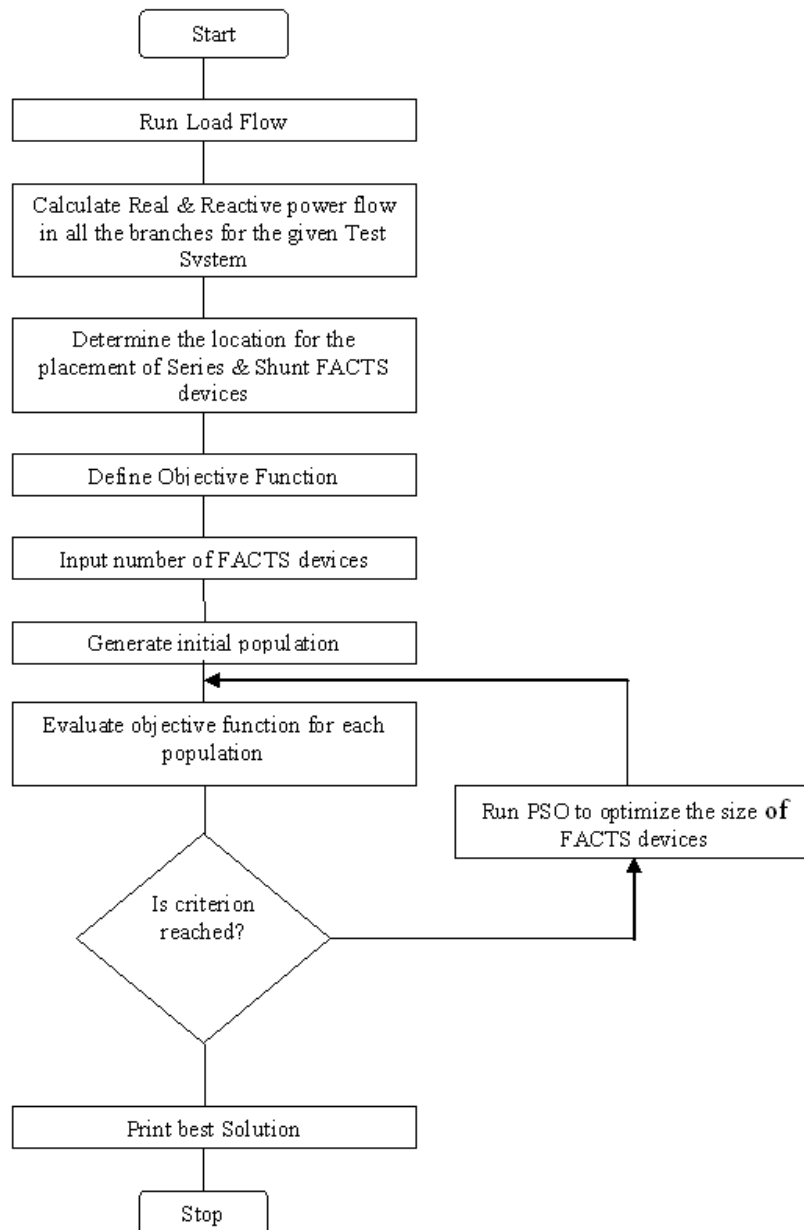 Start
Run Load Flow
Calculate Real & Reactive power flow
in all the branches for the given Test
System
Determine the location for the
placement of Series & Shunt FACTS
devices
Define Objective Function
Input number of FACTS devices
Generate initial population
Evaluate objective function for each
population
Run PSO to optimize the size of
FACTS devices
Is criterion
reached?
Print best Solution
Stop